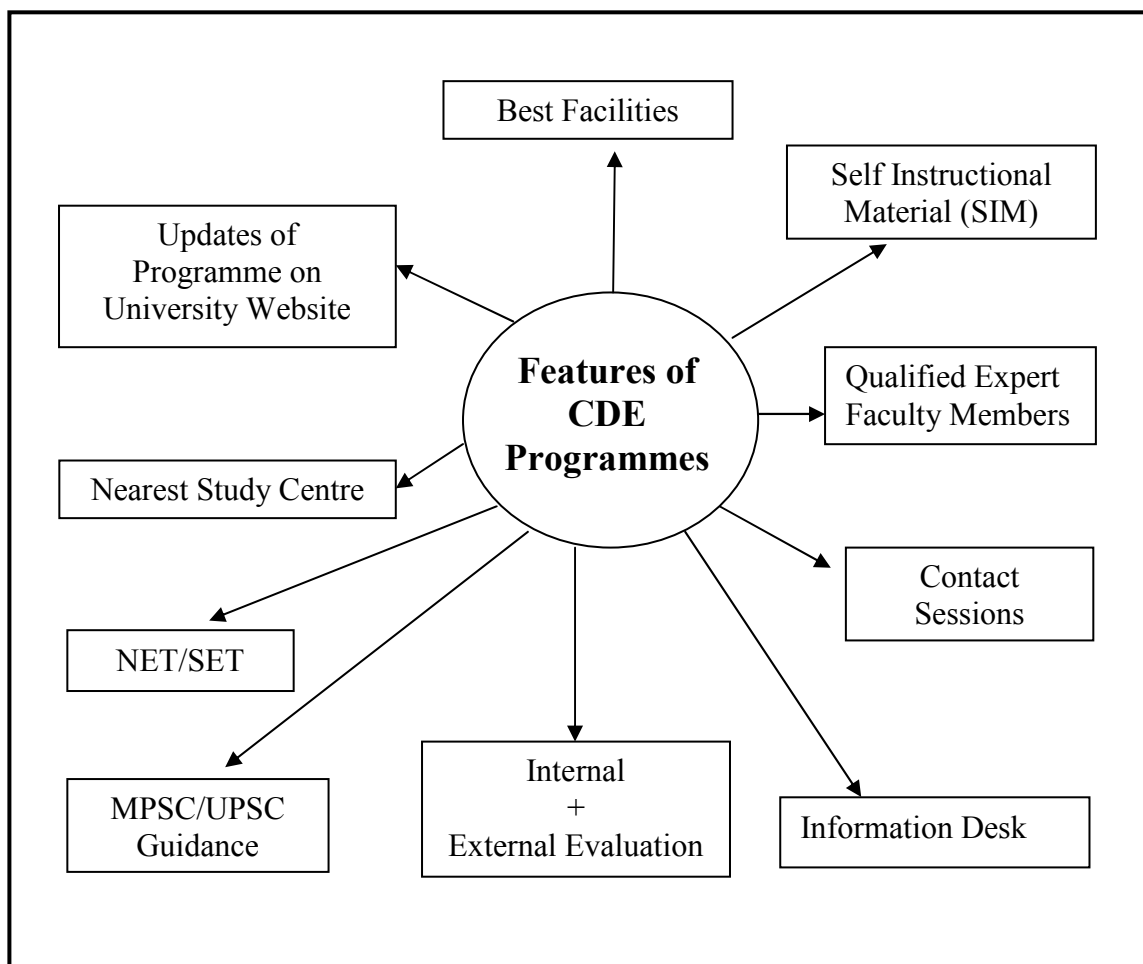 Best Facilities
Self Instructional
Material (SIM)
Updates of
Programme on
University Website
Features of
CDE
Programmes
Qualified Expert
Faculty Members
Nearest Study Centre
Contact
Sessions
NET/SET
MPSC/UPSC
Guidance
Internal
+
External Evaluation
Information Desk